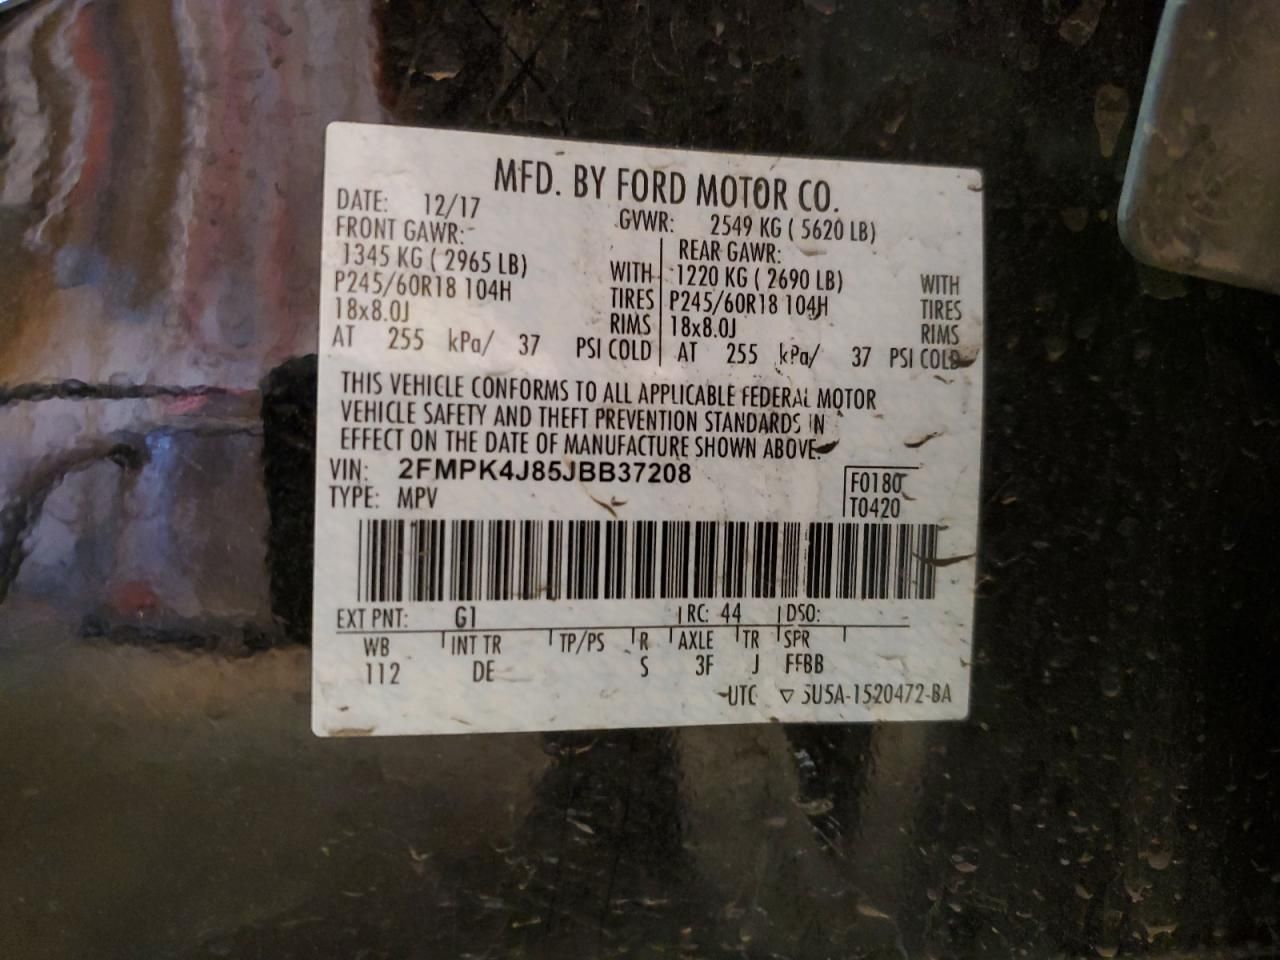 MFD. BY FORD MOTOR CO.
DATE: 12/17 GVWR: 2549 KG ( 5620 LB)
FRONT GAWR: REAR GAWR:
1345 KG ( 2965 LB) WITH 1220 KG ( 2690 LB) WITH
P245/60R18 104H TIRES P245/60R18 104H TIRES
18x8.0J RIMS 18x8.0J RIMS
AT 255 kPa/ 37 PSI COLD AT 255 kPa/ 37 PSI COLD
THIS VEHICLE CONFORMS TO ALL APPLICABLE FEDERAL MOTOR
VEHICLE SAFETY AND THEFT PREVENTION STANDARDS IN
EFFECT ON THE DATE OF MANUFACTURE SHOWN ABOVE.
VIN: 2FMPK4J85JBB37208
TYPE: MPV
F0180
T0420
EXT PNT: G1 RC: 44 DSO:
WB INT TR TP/PS R AXLE TR SPR
112 DE S 3F J FFBB
UTC ▽ 5U5A-1520472-BA